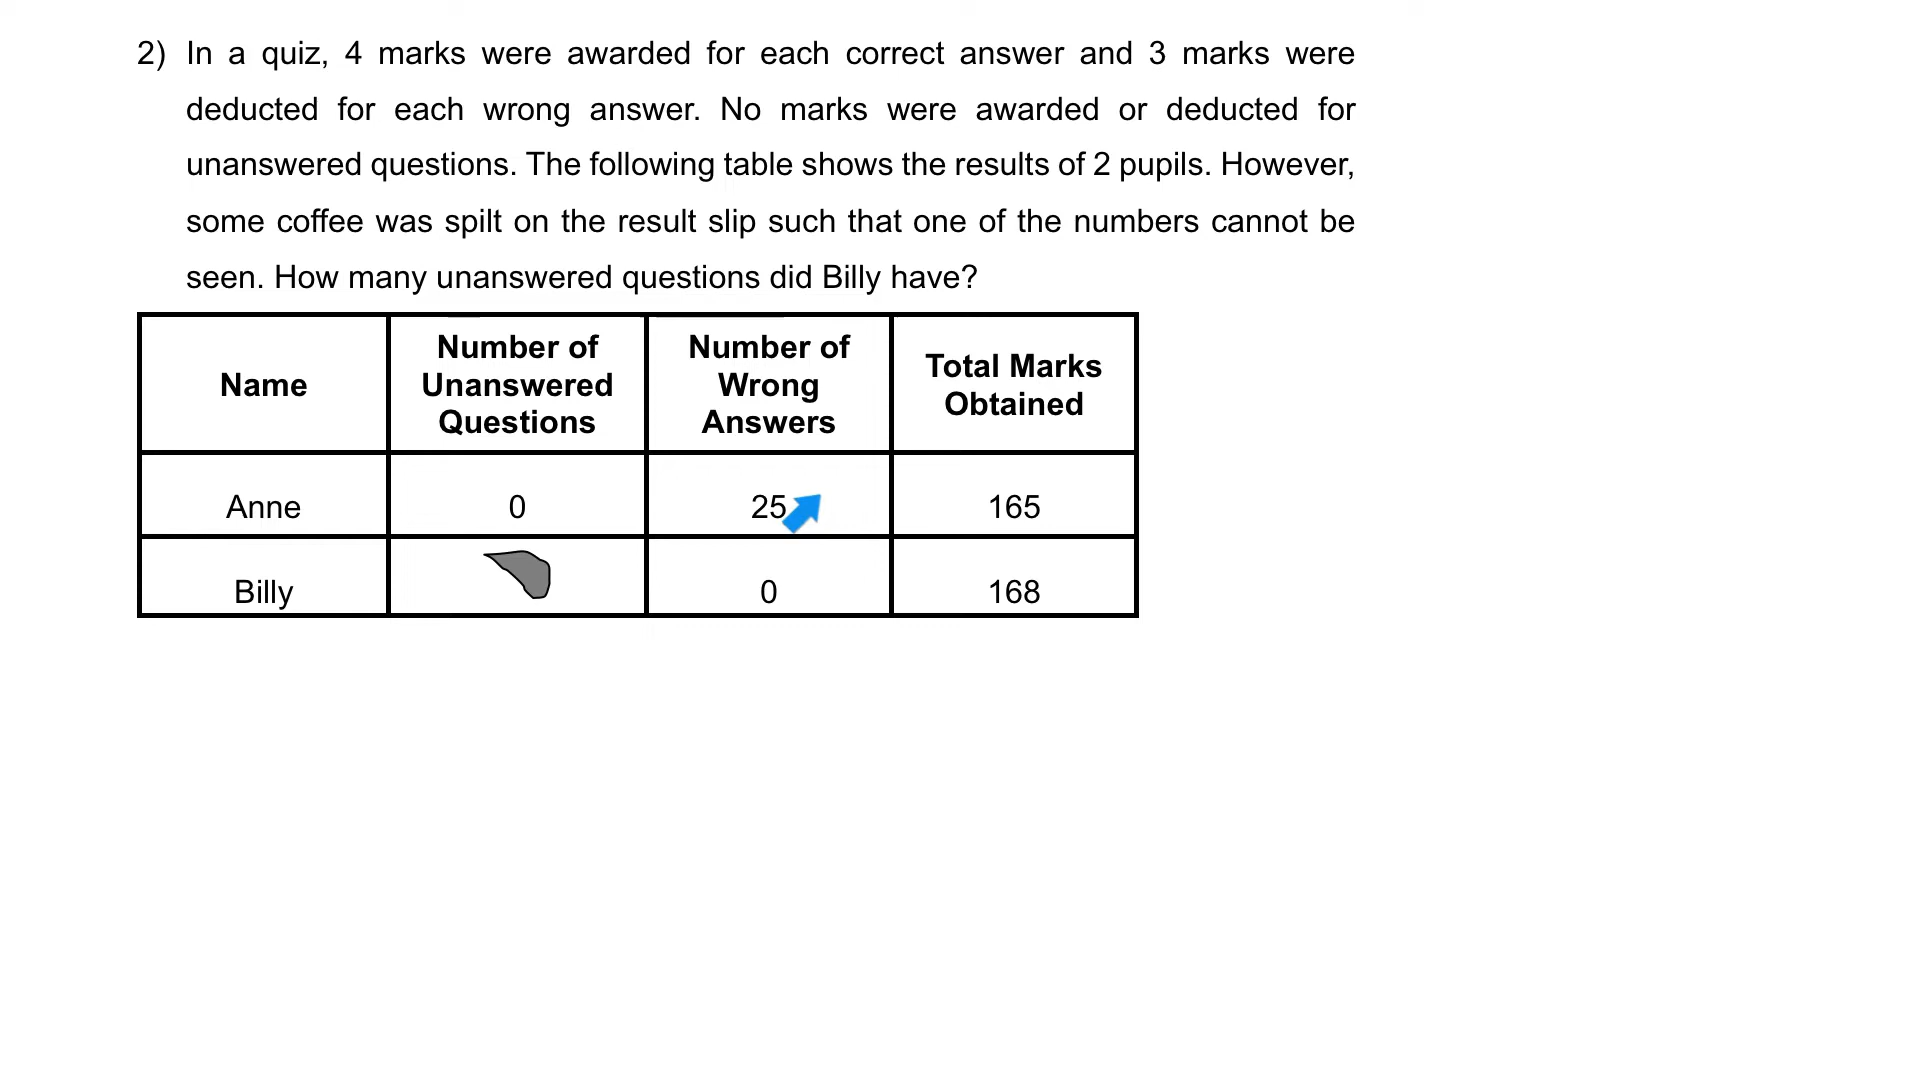 2) In a quiz, 4 marks were awarded for each correct answer and 3 marks were
deducted for each wrong answer. No marks were awarded or deducted for
unanswered questions. The following table shows the results of 2 pupils. However,
some coffee was spilt on the result slip such that one of the numbers cannot be
seen. How many unanswered questions did Billy have?
Name
Number of
Unanswered
Questions
Number of
Wrong
Answers
Total Marks
Obtained
Anne 0 25 165
Billy 0 168